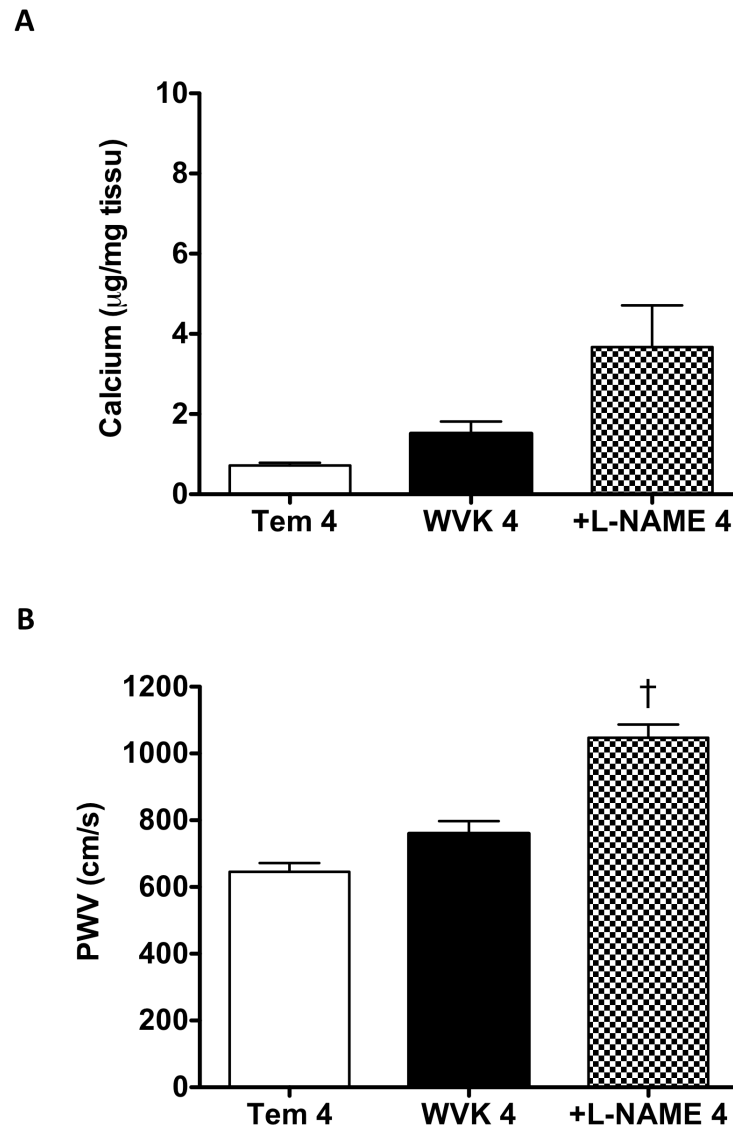 A
Calcium (μg/mg tissu)
10
8
6
4
2
0
Tem 4 WVK 4 +L-NAME 4
B
†
PWV (cm/s)
1200
1000
800
600
400
200
0
Tem 4 WVK 4 +L-NAME 4